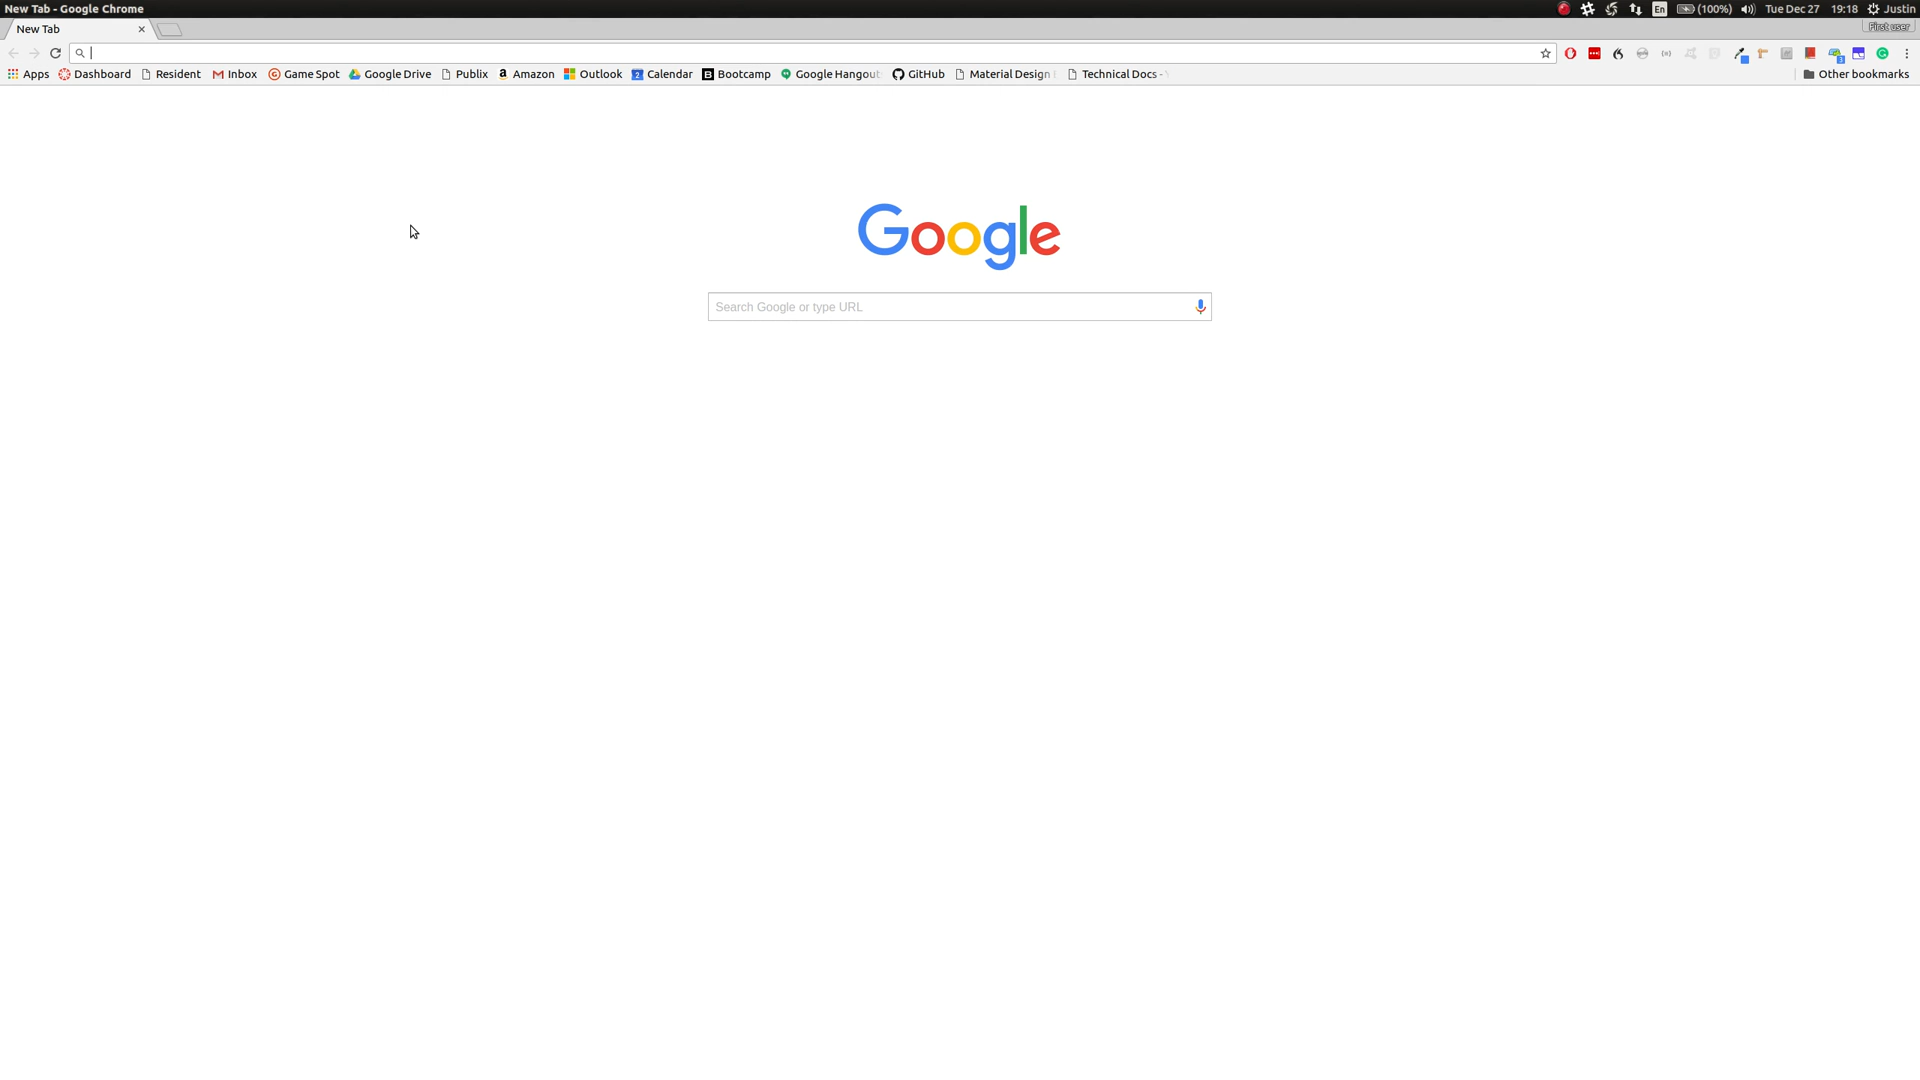 New Tab - Google Chrome En (100%) Tue Dec 27 19:18 Justin
New Tab First user
Apps Dashboard Resident Inbox Game Spot Google Drive Publix Amazon Outlook Calendar Bootcamp Google Hangout GitHub Material Design Technical Docs - Other bookmarks
Google
Search Google or type URL